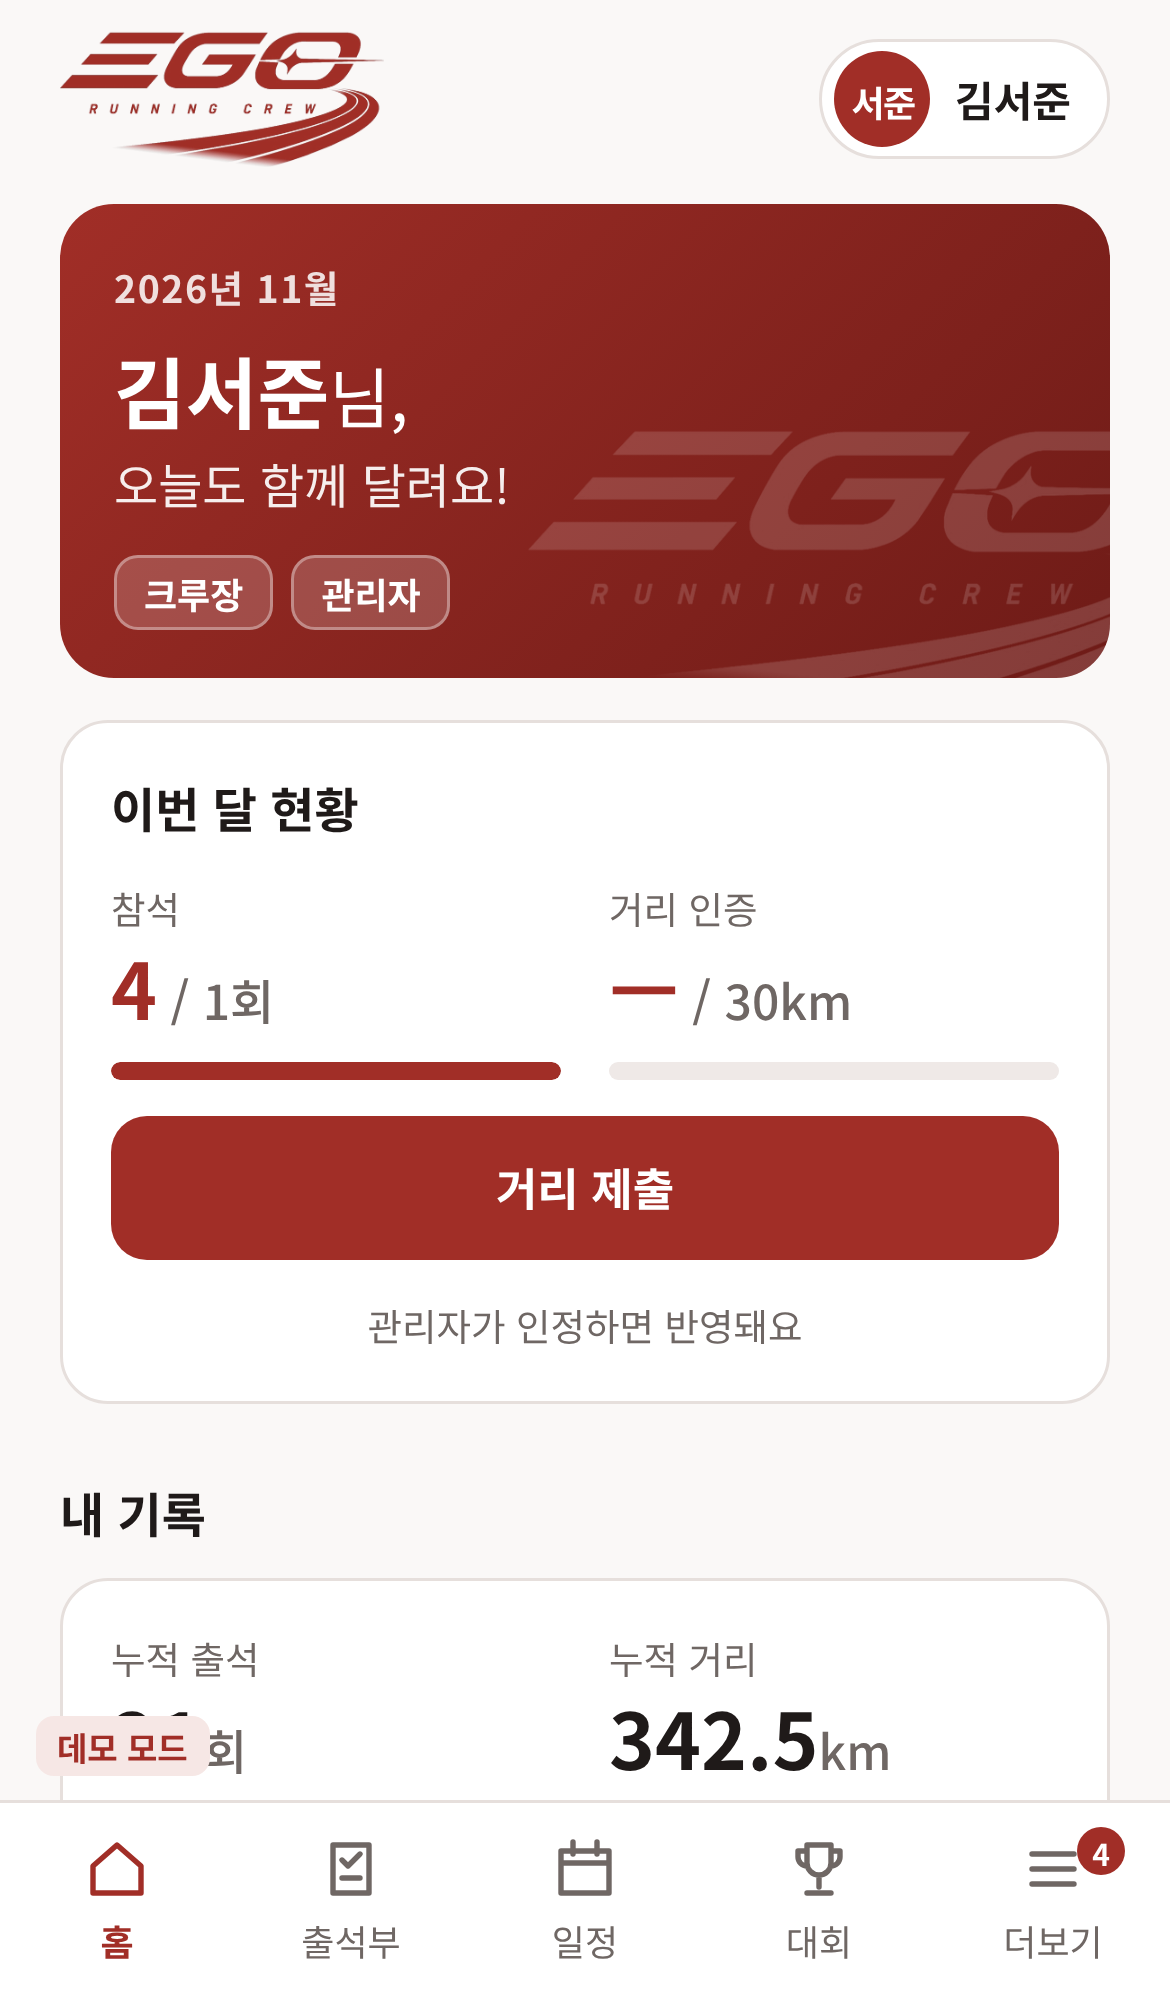 EGO
RUNNING CREW
서준 김서준
2026년 11월
김서준님,
오늘도 함께 달려요!
크루장 관리자
EGO
RUNNING CREW
이번 달 현황
참석 거리 인증
4 / 1회 — / 30km
거리 제출
관리자가 인정하면 반영돼요
내 기록
누적 출석 누적 거리
회 342.5km
데모 모드
4
홈 출석부 일정 대회 더보기